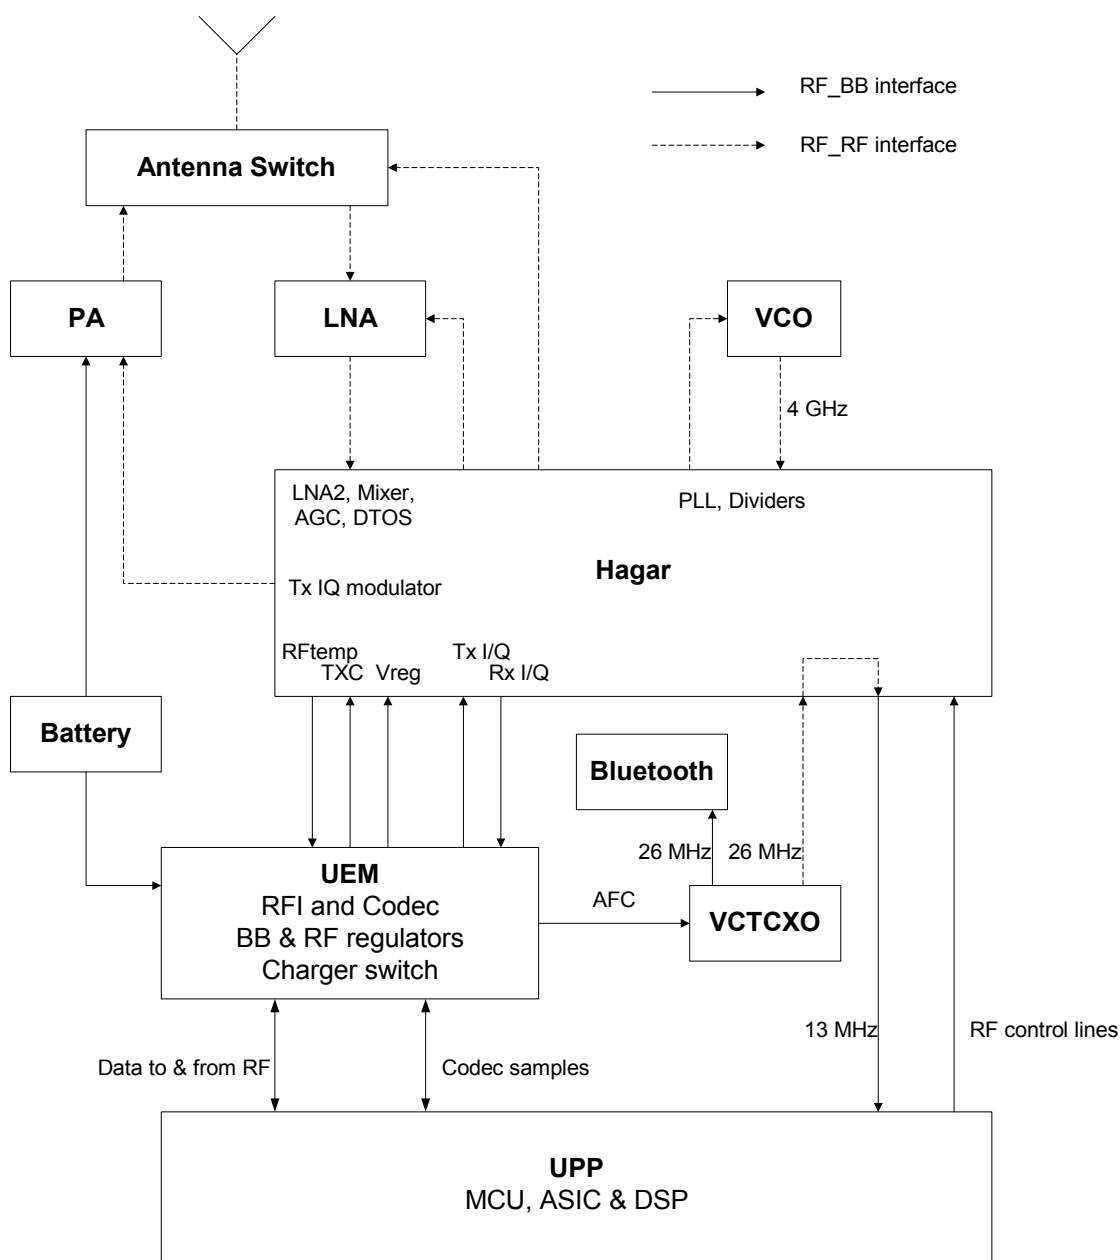 RF_BB interface
RF_RF interface
Antenna Switch
PA
LNA
VCO
4 GHz
LNA2, Mixer,
AGC, DTOS
PLL, Dividers
Hagar
Tx IQ modulator
RFtemp
TXC
Vreg
Tx I/Q
Rx I/Q
Battery
Bluetooth
26 MHz
26 MHz
UEM
RFI and Codec
BB & RF regulators
Charger switch
AFC
VCTCXO
13 MHz
RF control lines
Data to & from RF
Codec samples
UPP
MCU, ASIC & DSP